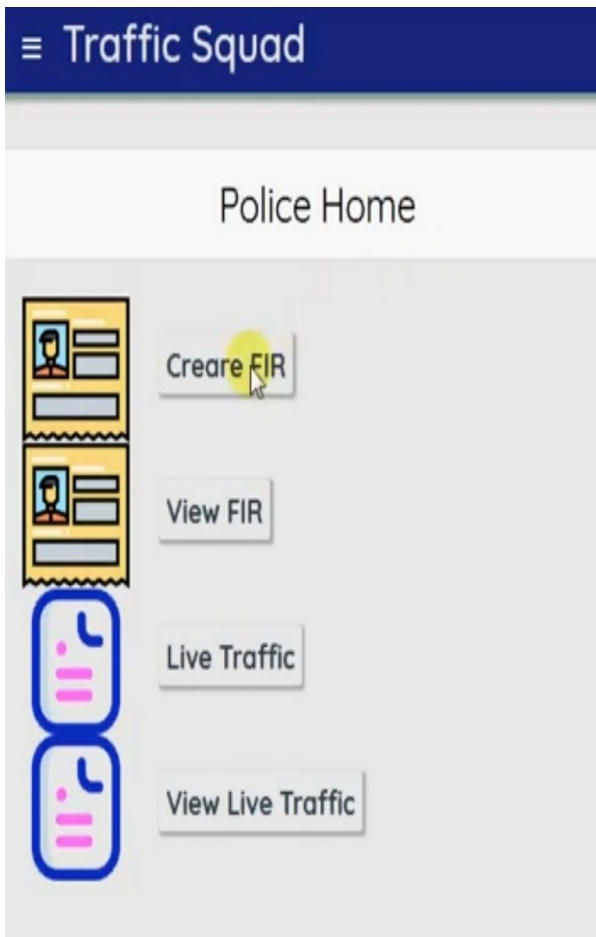 Traffic Squad
Police Home
Creare FIR
View FIR
Live Traffic
View Live Traffic